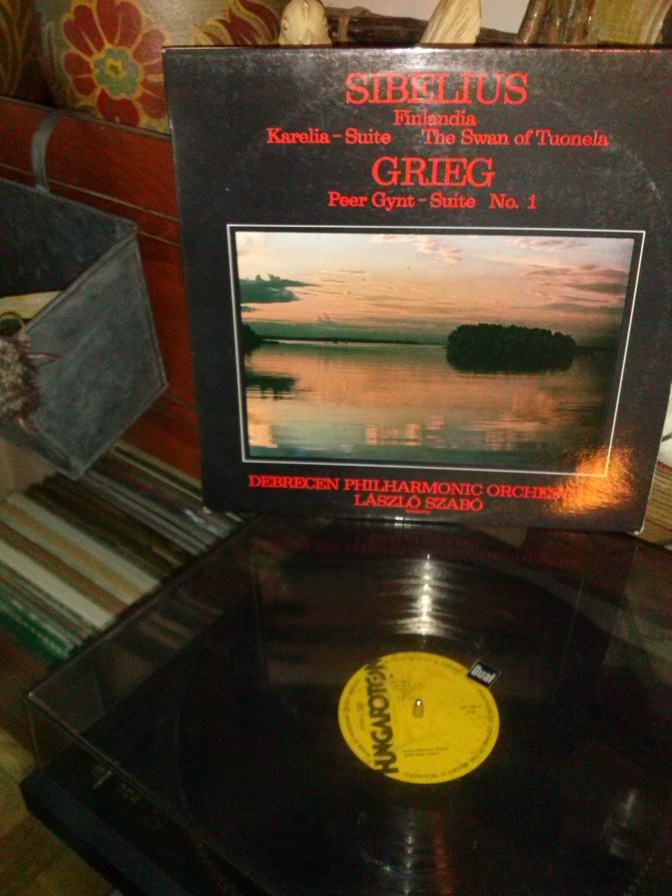 SIBELIUS
Finlandia
Karelia-Suite The Swan of Tuonela
GRIEG
Peer Gynt-Suite No. 1
DEBRECEN PHILHARMONIC
LÁSZLÓ SZABÓ
Dual
HUNGAROTON